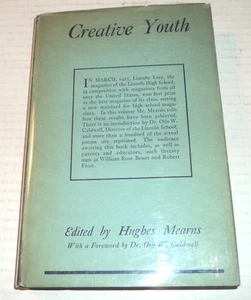 Creative Youth
IN MARCH, 1923, Lincoln Lore, the
magazine of the Lincoln High School,
in competition with magazines from all
over the United States, won first prize
as the best magazine of its class, setting
a new standard for high school maga-
zines. In this volume Mr. Mearns tells
how these results have been achieved.
There is an introduction by Dr. Otis W.
Caldwell, Director of the Lincoln School,
and more than a hundred of the actual
poems are reprinted. The audience
awaiting this book includes, as well as
parents and educators, such literary
men as William Rose Benét and Robert
Frost.
Edited by Hughes Mearns
With a Foreword by Dr. Otis W. Caldwell